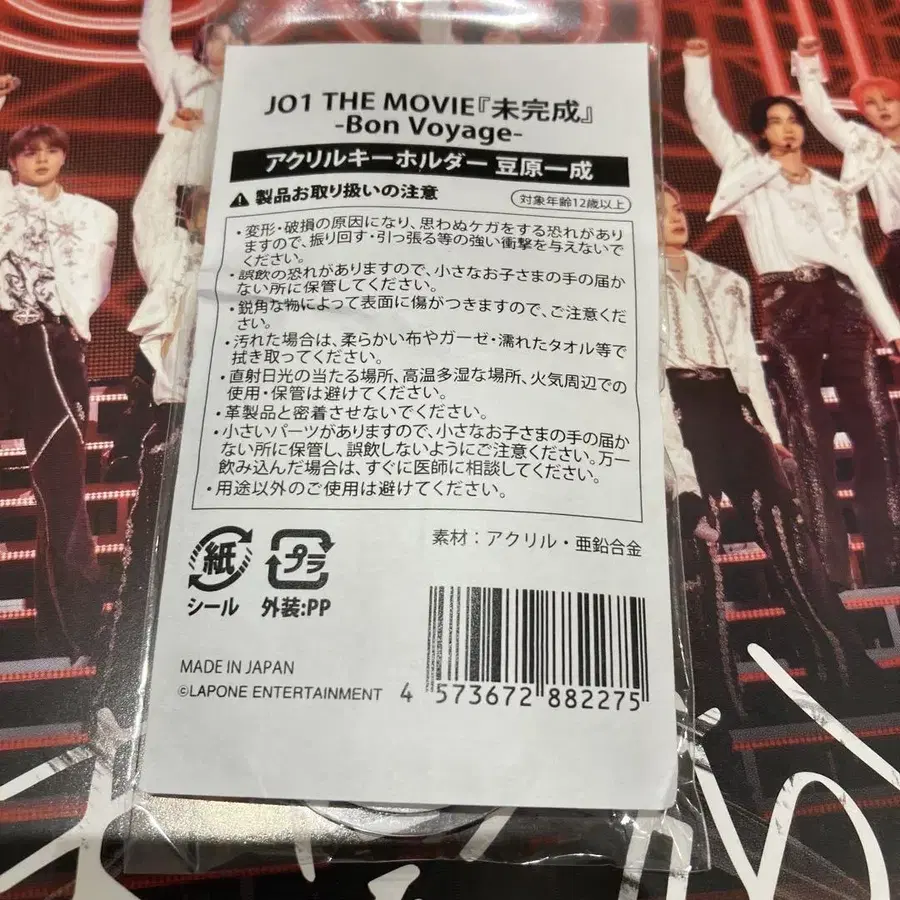 JO1 THE MOVIE『未完成』
-Bon Voyage-
アクリルキーホルダー 豆原一成
製品お取り扱いの注意
対象年齢12歳以上
・変形・破損の原因になり、思わぬケガをする恐れがあり
ますので、振り回す・引っ張る等の強い衝撃を与えないで
ください。
・誤飲の恐れがありますので、小さなお子さまの手の届か
ない所に保管してください。
・鋭角な物によって表面に傷がつきますので、ご注意くだ
さい。
・汚れた場合は、柔らかい布やガーゼ・濡れたタオル等で
拭き取ってください。
・直射日光の当たる場所、高温多湿な場所、火気周辺での
使用・保管は避けてください。
・革製品と密着させないでください。
・小さいパーツがありますので、小さなお子さまの手の届か
ない所に保管し、誤飲しないようにご注意ください。万一
飲み込んだ場合は、すぐに医師に相談してください。
・用途以外のご使用は避けてください。
素材：アクリル・亜鉛合金
紙
プラ
シール
外装:PP
MADE IN JAPAN
©LAPONE ENTERTAINMENT
4 573672 882275